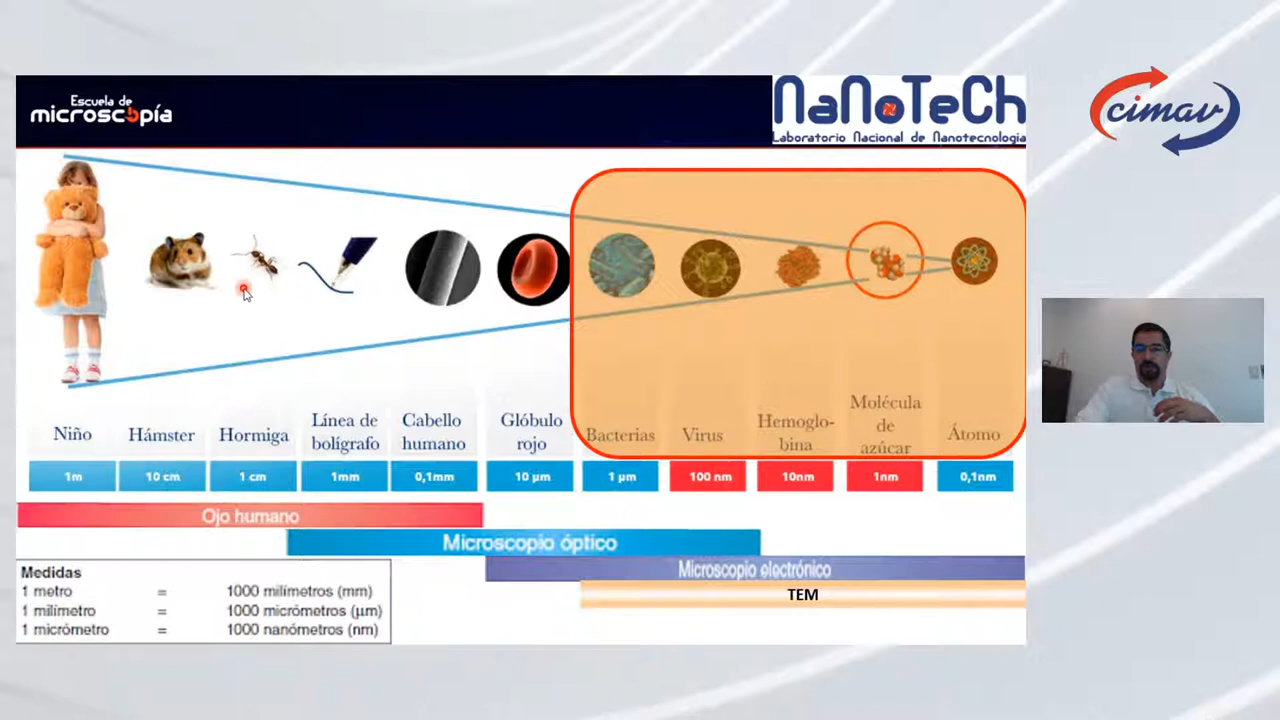 Escuela de
microscopía
NaNoTeCh
Laboratorio Nacional de Nanotecnologia
cimav
Niño
Hámster
Hormiga
Línea de
bolígrafo
Cabello
humano
Glóbulo
rojo
Bacterias
Virus
Hemoglo-
bina
Molécula
de
azúcar
Átomo
1m
10 cm
1 cm
1mm
0,1mm
10 µm
1 µm
100 nm
10nm
1nm
0,1nm
Ojo humano
Microscopio óptico
Microscopio electrónico
TEM
Medidas
1 metro = 1000 milímetros (mm)
1 milímetro = 1000 micrómetros (µm)
1 micrómetro = 1000 nanómetros (nm)